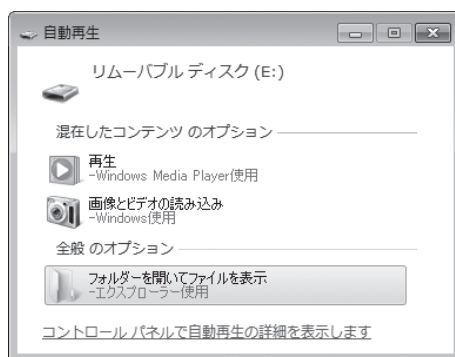 自動再生
リムーバブル ディスク (E:)
混在したコンテンツ のオプション
再生
-Windows Media Player使用
画像とビデオの読み込み
-Windows使用
全般 のオプション
フォルダーを開いてファイルを表示
-エクスプローラー使用
コントロール パネルで自動再生の詳細を表示します